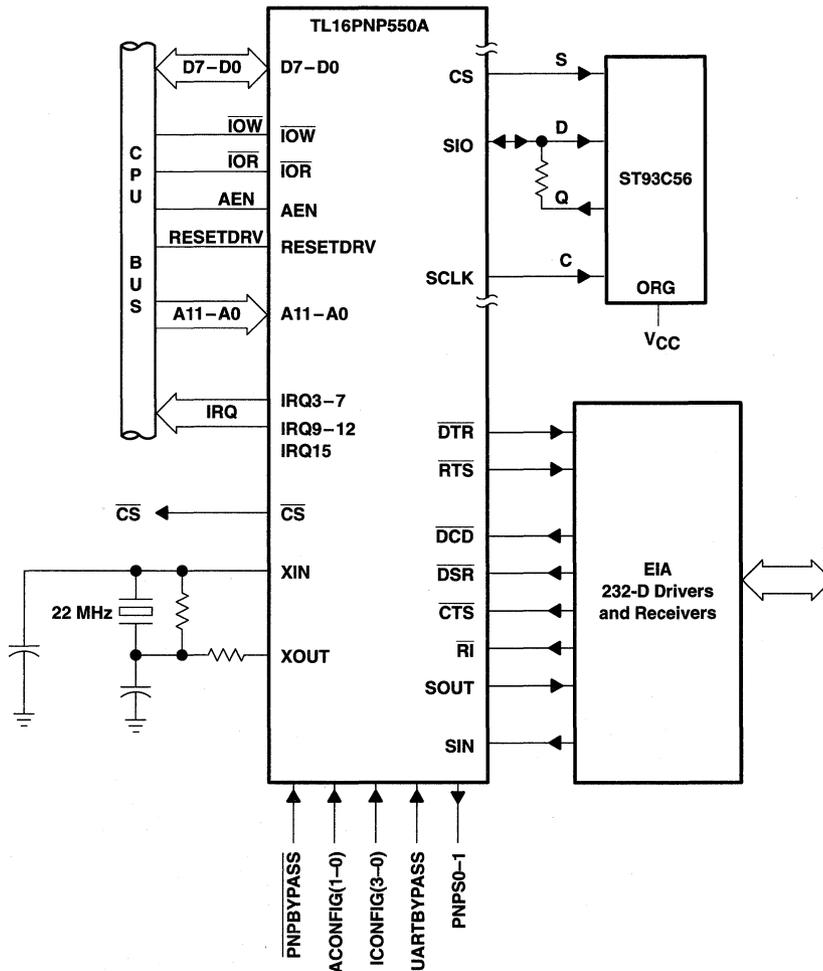 TL16PNP550A
D7–D0
D7–D0
CS
S
IOW
IOW
SIO
D
IOR
IOR
ST93C56
AEN
AEN
Q
RESETDRV
RESETDRV
SCLK
C
CPU BUS
ORG
A11–A0
A11–A0
VCC
IRQ
IRQ3–7
IRQ9–12
IRQ15
DTR
RTS
CS
CS
DCD
XIN
DSR
EIA
232-D Drivers
and Receivers
22 MHz
CTS
RI
XOUT
SOUT
SIN
PNPBYPASS
ACONFIG(1–0)
ICONFIG(3–0)
UARTBYPASS
PNPS0–1